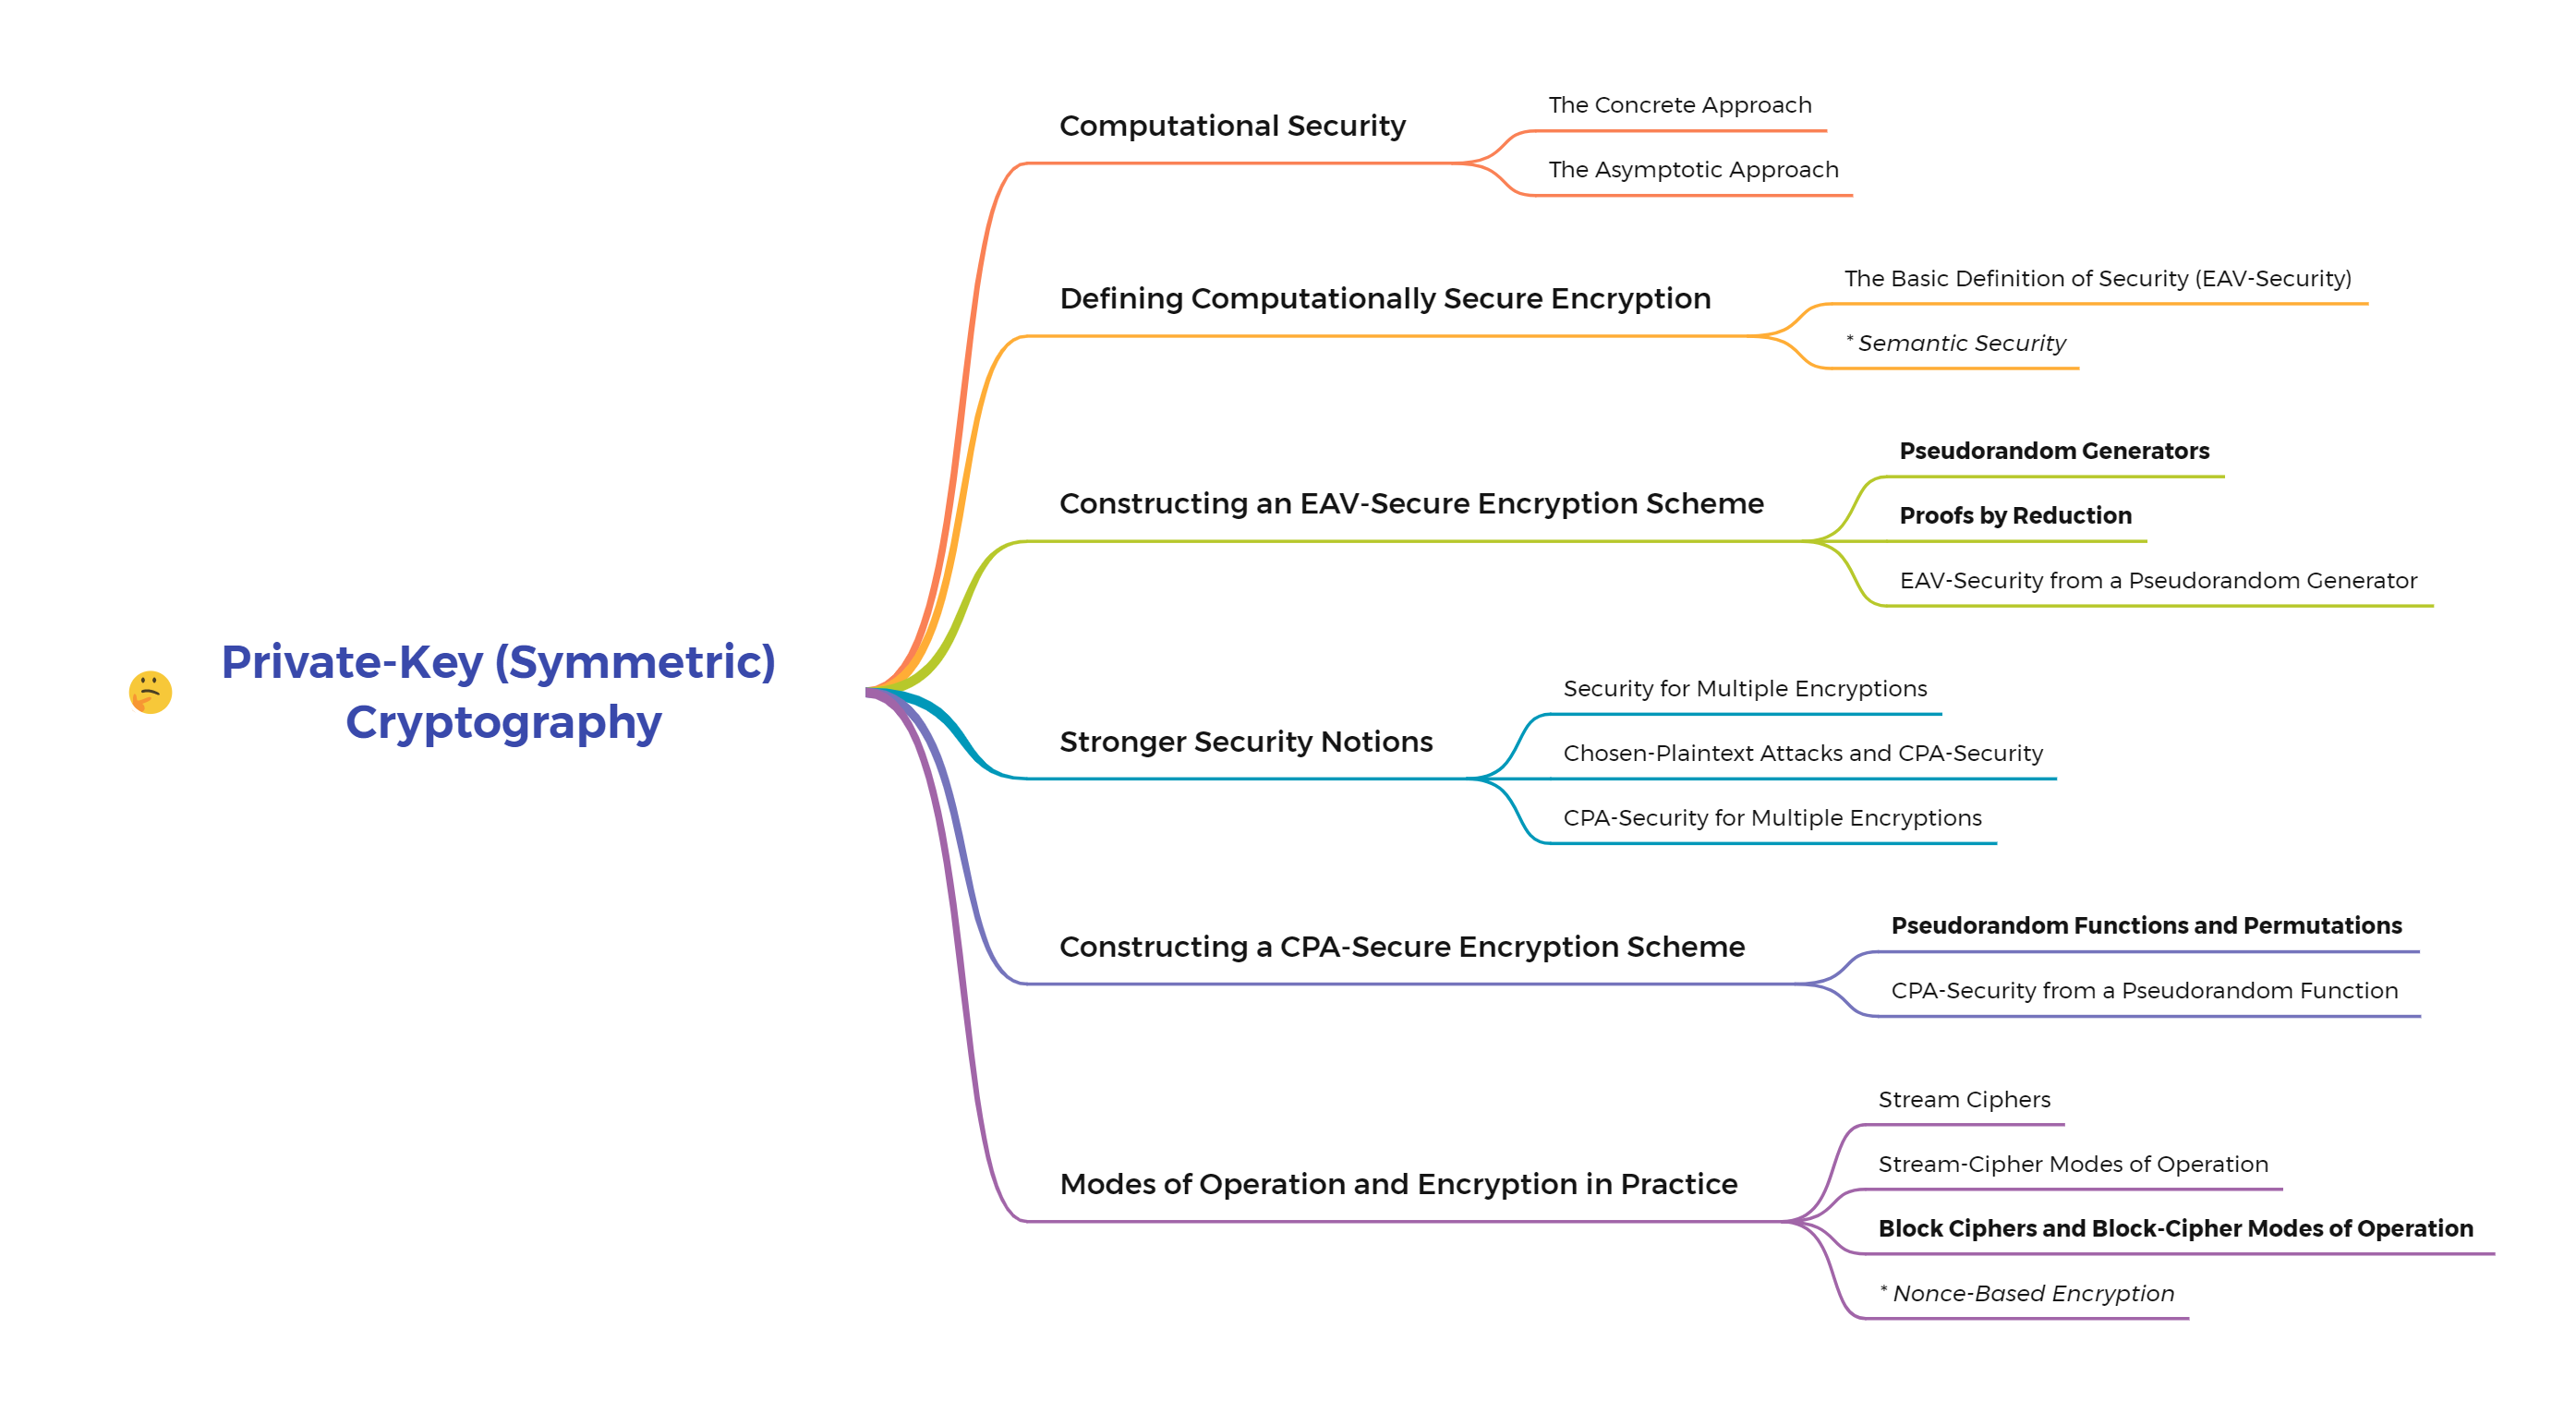 Private-Key (Symmetric)
Cryptography
Computational Security
The Concrete Approach
The Asymptotic Approach
Defining Computationally Secure Encryption
The Basic Definition of Security (EAV-Security)
* Semantic Security
Constructing an EAV-Secure Encryption Scheme
Pseudorandom Generators
Proofs by Reduction
EAV-Security from a Pseudorandom Generator
Stronger Security Notions
Security for Multiple Encryptions
Chosen-Plaintext Attacks and CPA-Security
CPA-Security for Multiple Encryptions
Constructing a CPA-Secure Encryption Scheme
Pseudorandom Functions and Permutations
CPA-Security from a Pseudorandom Function
Modes of Operation and Encryption in Practice
Stream Ciphers
Stream-Cipher Modes of Operation
Block Ciphers and Block-Cipher Modes of Operation
* Nonce-Based Encryption